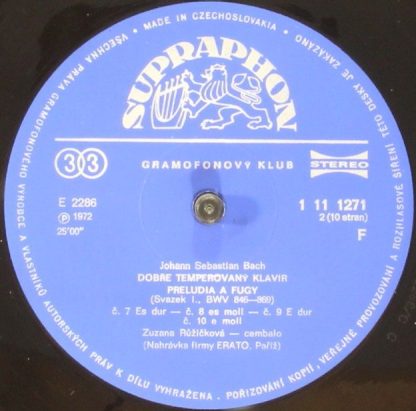 VŠECHNA PRÁVA GRAMOFONOVÉHO VÝROBCE A VLASTNÍKŮ AUTORSKÝCH PRÁV K DÍLU VYHRAŽENA. POŘIZOVÁNÍ KOPIÍ, VEŘEJNÉ PROVOZOVÁNÍ A ROZHLASOVÉ ŠÍŘENÍ TÉTO DESKY JE ZAKÁZÁNO • MADE IN CZECHOSLOVAKIA •
SUPRAPHON
33
GRAMOFONOVÝ KLUB
STEREO
E 2286
1 11 1271
Ⓟ 1972
2 (10 stran)
25'00"
F
Johann Sebastian Bach
DOBŘE TEMPEROVANÝ KLAVÍR
PRELUDIA A FUGY
(Svazek I., BWV 846—869)
č. 7 Es dur — č. 8 es moll — č. 9 E dur
č. 10 e moll
Zuzana Růžičková — cembalo
(Nahrávka firmy ERATO, Paříž)